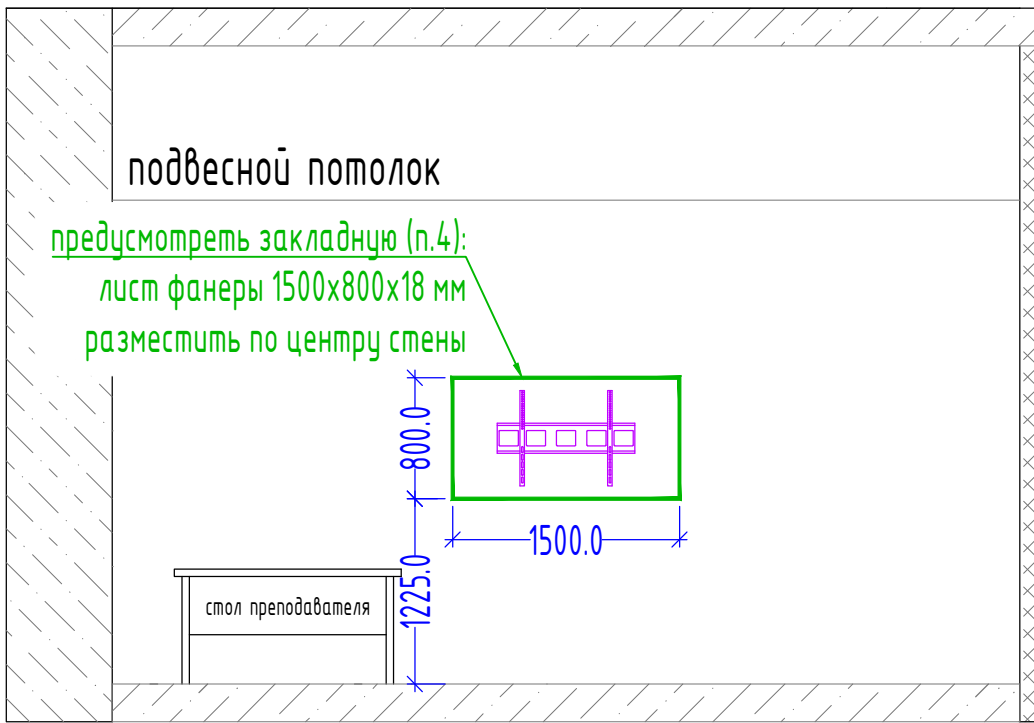 подвесной потолок
предусмотреть закладную (п.4):
лист фанеры 1500х800х18 мм
разместить по центру стены
800.0
1500.0
1225.0
стол преподавателя